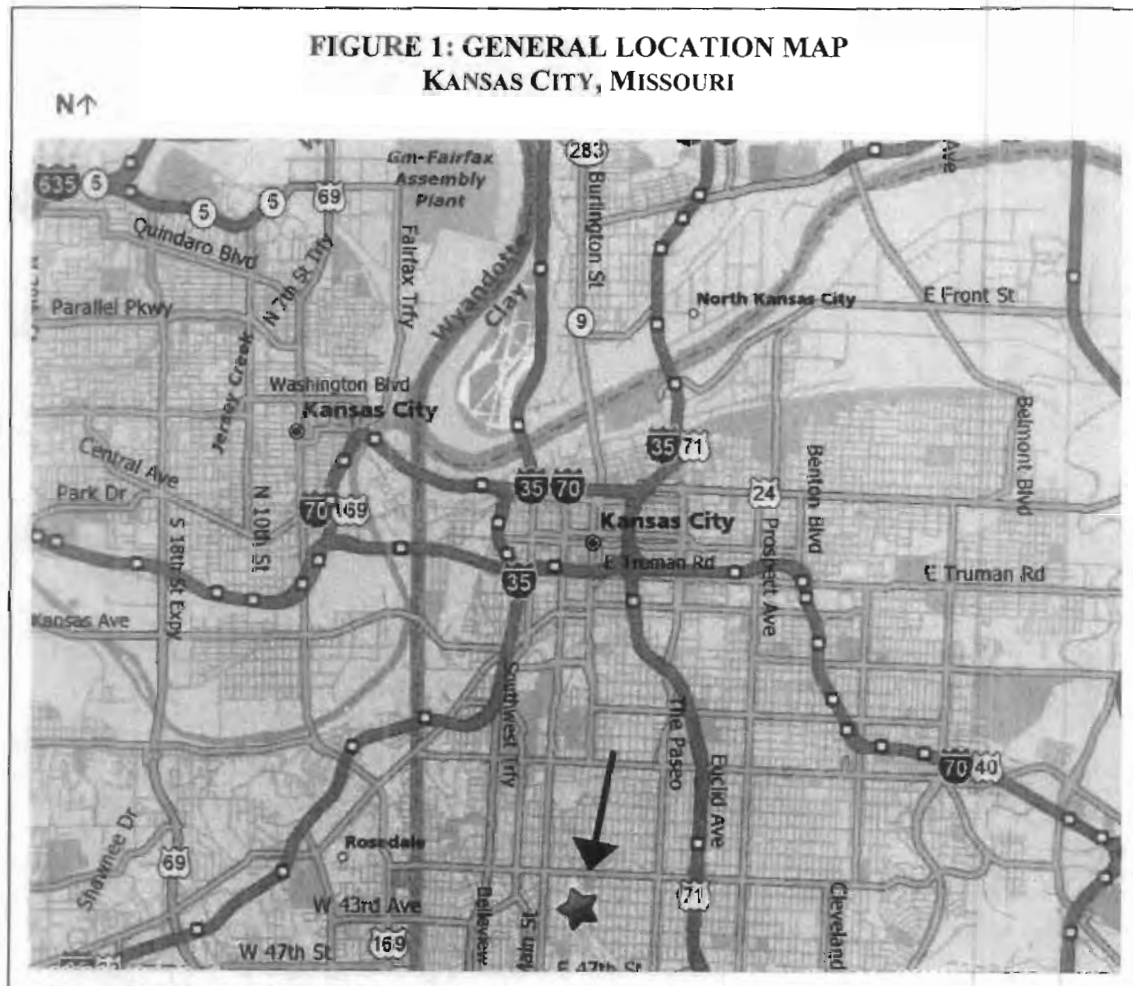 FIGURE 1: GENERAL LOCATION MAP
KANSAS CITY, MISSOURI
N↑
Gm-Fairfax
Assembly
Plant
283
Burlington St
Ave
635
5
5
5
69
Quindaro Blvd
N 7th St Trfy
Fairfax Trfy
Wyandotte
Clay
North Kansas City
E Front St
Parallel Pkwy
9
Jersey Creek
Washington Blvd
Kansas City
Belmont Blvd
Central Ave
35
71
Benton Blvd
Park Dr
N 10th St
70
169
35
70
24
S 18th St Expy
Kansas City
Prospect Ave
E Truman Rd
E Truman Rd
35
Kansas Ave
Southwest Trfy
The Paseo
Euclid Ave
70
40
Shawnee Dr
69
Rosedale
Belleview
Main St
71
Cleveland
W 43rd Ave
169
W 47th St
E 47th St